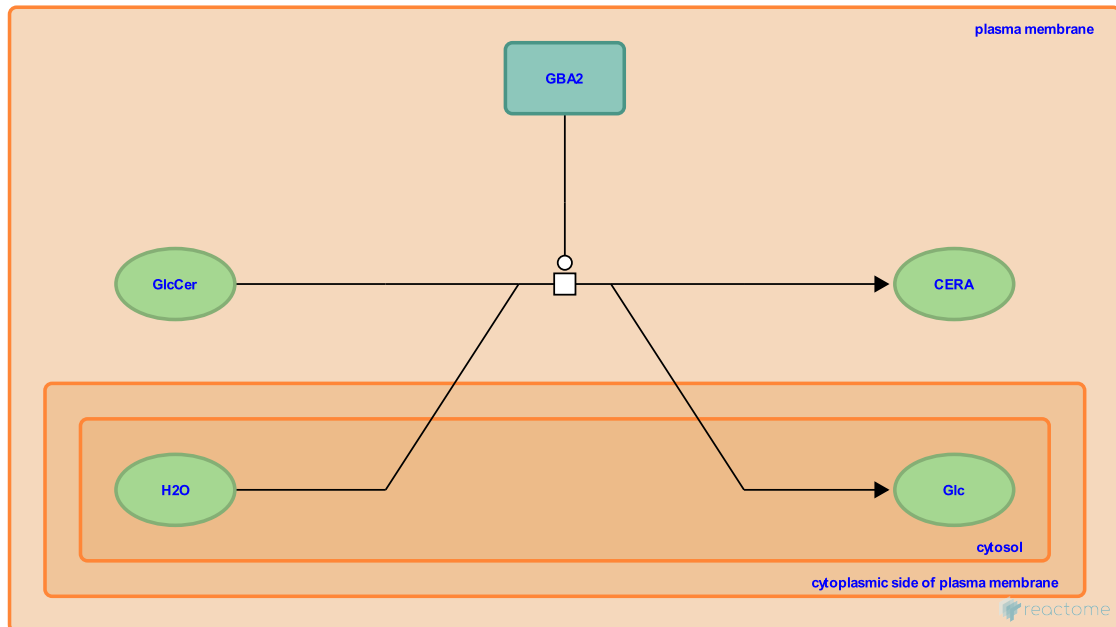 plasma membrane
GBA2
GlcCer
CERA
H2O
Glc
cytosol
cytoplasmic side of plasma membrane
reactome